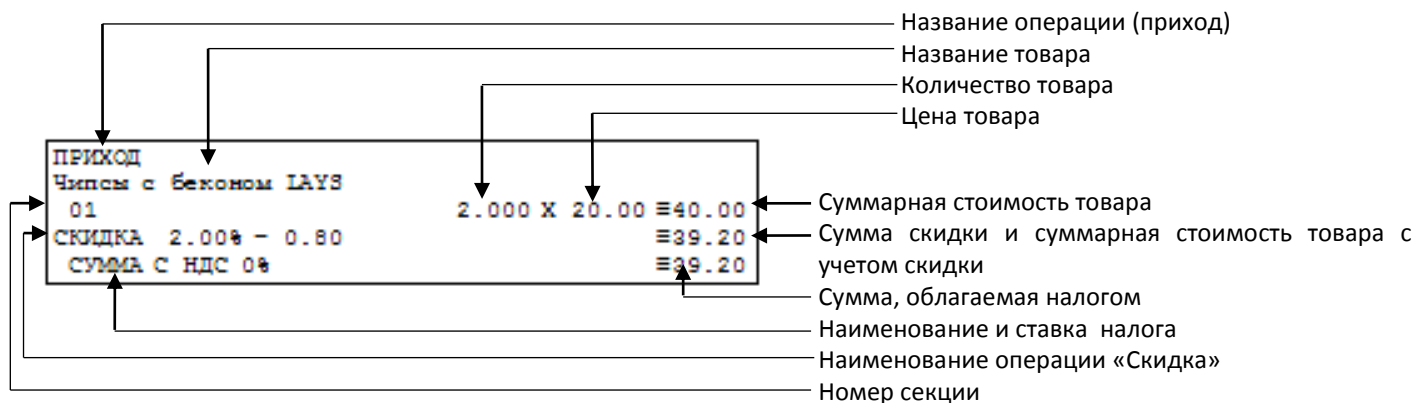 Название операции (приход)
Название товара
Количество товара
Цена товара
ПРИХОД
Чипсы с беконом LAYS
01 2.000 X 20.00 ≡40.00
СКИДКА 2.00% - 0.80 ≡39.20
СУММА С НДС 0% ≡39.20
Суммарная стоимость товара
Сумма скидки и суммарная стоимость товара с
учетом скидки
Сумма, облагаемая налогом
Наименование и ставка налога
Наименование операции «Скидка»
Номер секции